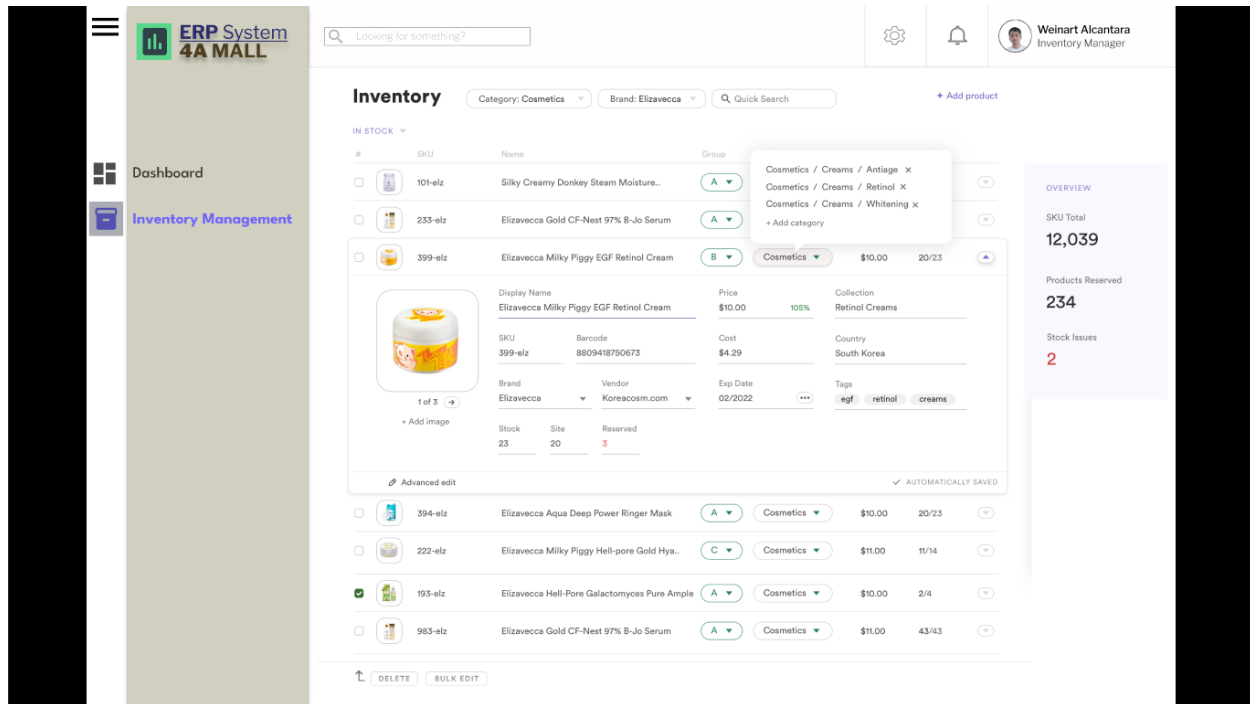 ERP System
4A MALL
Looking for something?
Weinart Alcantara
Inventory Manager
Dashboard
Inventory Management
Inventory
Category: Cosmetics
Brand: Elizavecca
Quick Search
+ Add product
IN STOCK
# SKU Name Group
101-elz Silky Creamy Donkey Steam Moisture.. A
233-elz Elizavecca Gold CF-Nest 97% B-Jo Serum A
Cosmetics / Creams / Antiage ×
Cosmetics / Creams / Retinol ×
Cosmetics / Creams / Whitening ×
+ Add category
399-elz Elizavecca Milky Piggy EGF Retinol Cream B Cosmetics $10.00 20/23
Display Name Price Collection
Elizavecca Milky Piggy EGF Retinol Cream $10.00 105% Retinol Creams
SKU Barcode Cost Country
399-elz 8809418750673 $4.29 South Korea
Brand Vendor Exp Date Tags
Elizavecca Koreacosm.com 02/2022 egf retinol creams
1 of 3
+ Add image
Stock Site Reserved
23 20 3
Advanced edit
AUTOMATICALLY SAVED
394-elz Elizavecca Aqua Deep Power Ringer Mask A Cosmetics $10.00 20/23
222-elz Elizavecca Milky Piggy Hell-pore Gold Hya.. C Cosmetics $11.00 11/14
193-elz Elizavecca Hell-Pore Galactomyces Pure Ample A Cosmetics $10.00 2/4
983-elz Elizavecca Gold CF-Nest 97% B-Jo Serum A Cosmetics $11.00 43/43
DELETE
BULK EDIT
OVERVIEW
SKU Total
12,039
Products Reserved
234
Stock Issues
2